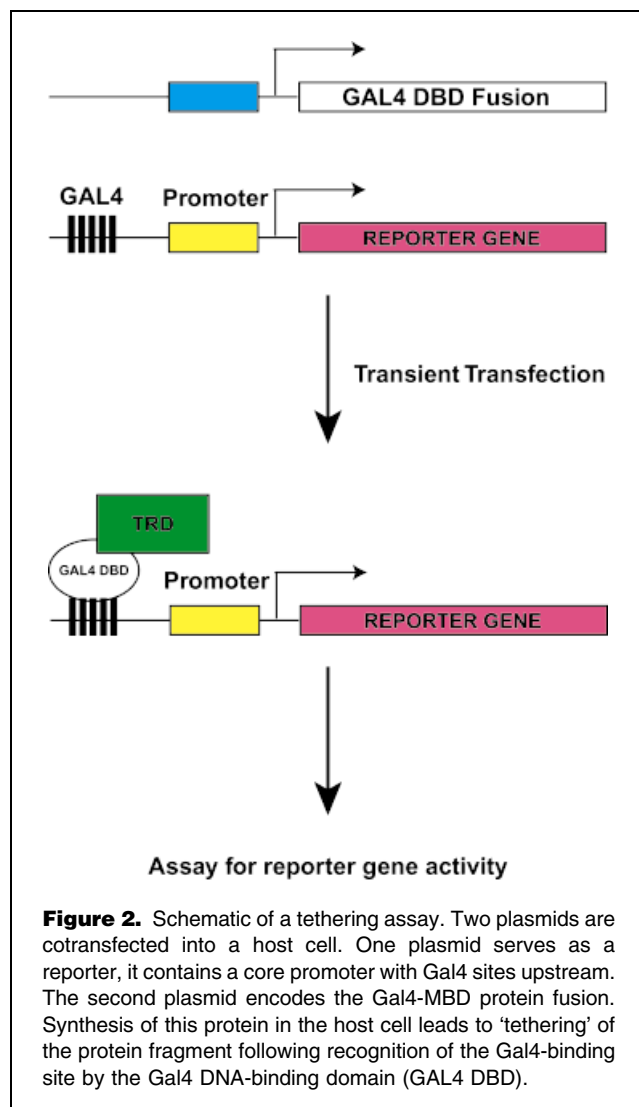 GAL4 DBD Fusion
GAL4
Promoter
REPORTER GENE
Transient Transfection
TRD
GAL4 DBD
Promoter
REPORTER GENE
Assay for reporter gene activity
Figure 2. Schematic of a tethering assay. Two plasmids are
cotransfected into a host cell. One plasmid serves as a
reporter, it contains a core promoter with Gal4 sites upstream.
The second plasmid encodes the Gal4-MBD protein fusion.
Synthesis of this protein in the host cell leads to ‘tethering’ of
the protein fragment following recognition of the Gal4-binding
site by the Gal4 DNA-binding domain (GAL4 DBD).